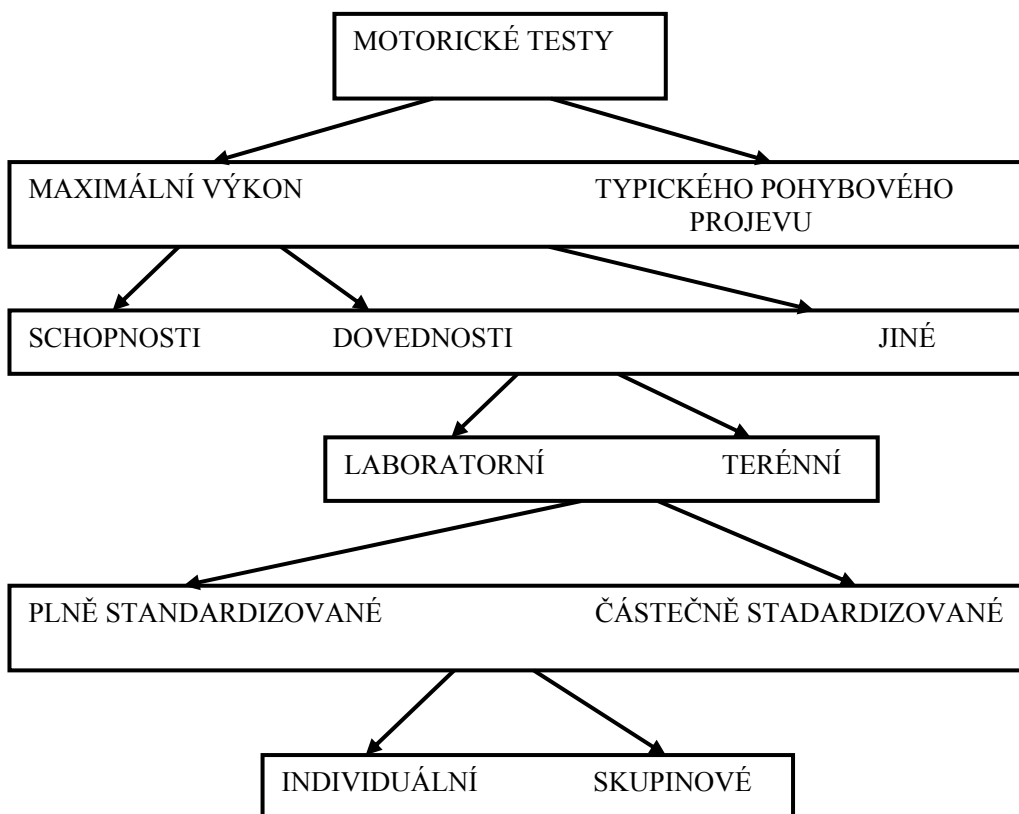 MOTORICKÉ TESTY
MAXIMÁLNÍ VÝKON TYPICKÉHO POHYBOVÉHO
PROJEVU
SCHOPNOSTI DOVEDNOSTI JINÉ
LABORATORNÍ TERÉNNÍ
PLNĚ STANDARDIZOVANÉ ČÁSTEČNĚ STADARDIZOVANÉ
INDIVIDUÁLNÍ SKUPINOVÉ